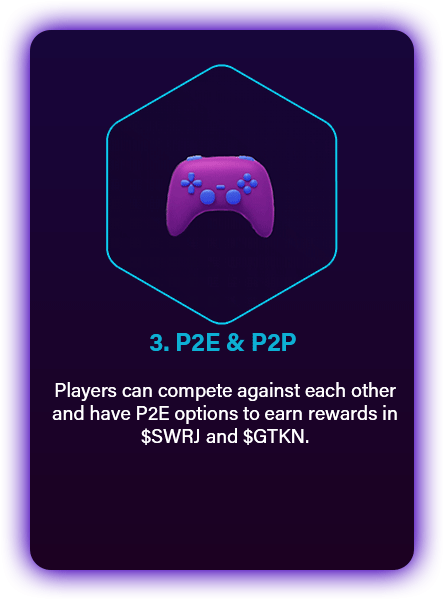 3. P2E & P2P
Players can compete against each other
and have P2E options to earn rewards in
$SWRJ and $GTKN.